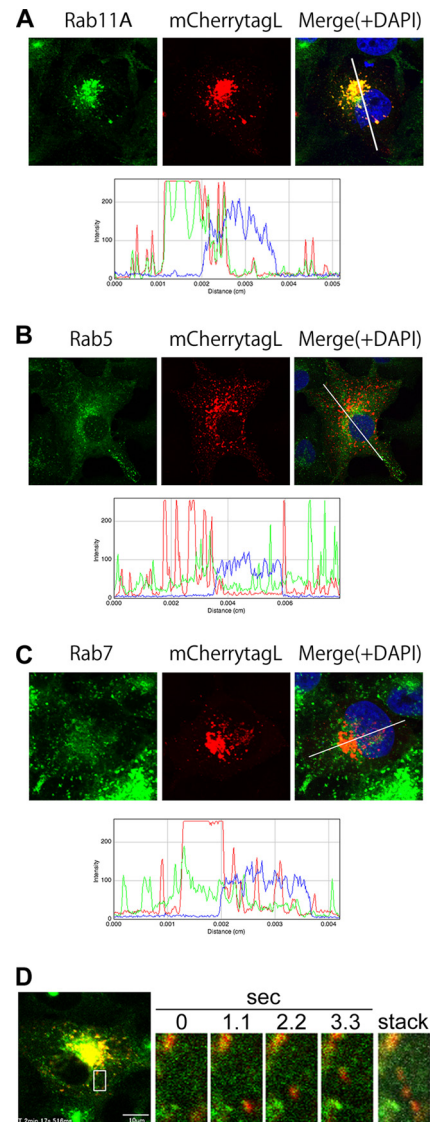 A
Rab11A mCherrytagL Merge(+DAPI)
200
100
0
Intensity
0.000 0.001 0.002 0.003 0.004 0.005
Distance (cm)
B
Rab5 mCherrytagL Merge(+DAPI)
200
100
0
Intensity
0.000 0.002 0.004 0.006
Distance (cm)
C
Rab7 mCherrytagL Merge(+DAPI)
200
100
0
Intensity
0.000 0.001 0.002 0.003 0.004
Distance (cm)
D
sec
0 1.1 2.2 3.3 stack
T 2min 17s 516ms
10µm